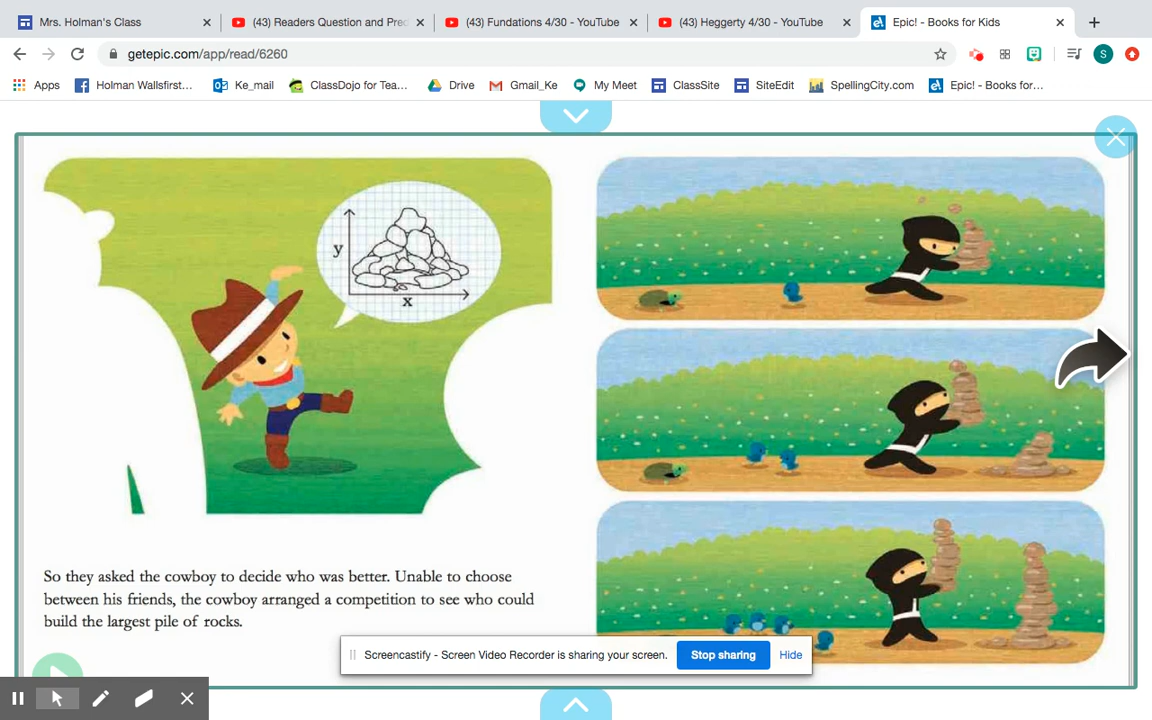 Mrs. Holman's Class
(43) Readers Question and Pred
(43) Fundations 4/30 - YouTube
(43) Heggerty 4/30 - YouTube
Epic! - Books for Kids
getepic.com/app/read/6260
S
Apps
Holman Wallsfirst...
Ke_mail
ClassDojo for Tea...
Drive
Gmail_Ke
My Meet
ClassSite
SiteEdit
SpellingCity.com
Epic! - Books for...
y
x
So they asked the cowboy to decide who was better. Unable to choose
between his friends, the cowboy arranged a competition to see who could
build the largest pile of rocks.
Screencastify - Screen Video Recorder is sharing your screen.
Stop sharing
Hide